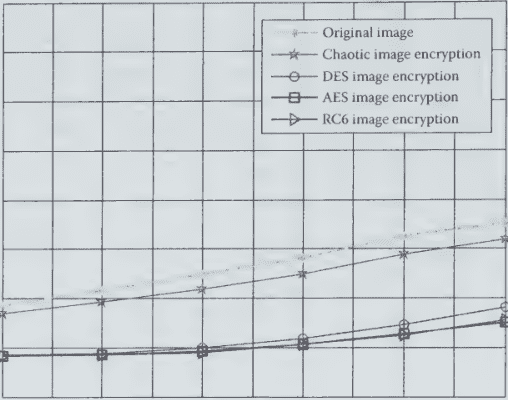 Original image
Chaotic image encryption
DES image encryption
AES image encryption
RC6 image encryption